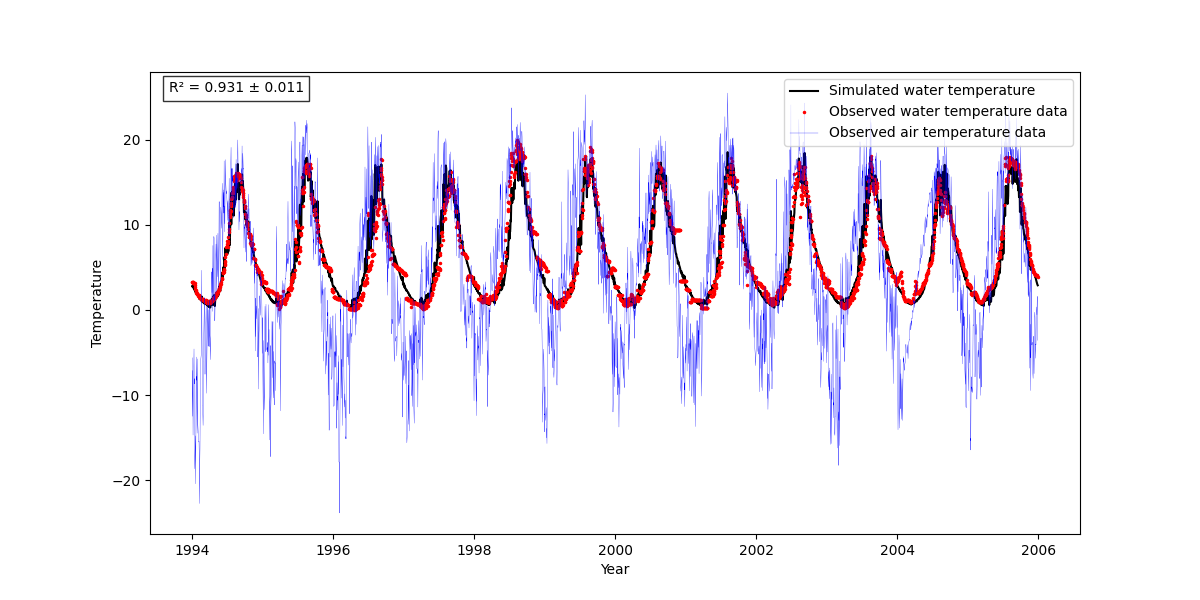 R² = 0.931 ± 0.011
Simulated water temperature
Observed water temperature data
Observed air temperature data
20
10
0
−10
−20
Temperature
1994
1996
1998
2000
2002
2004
2006
Year